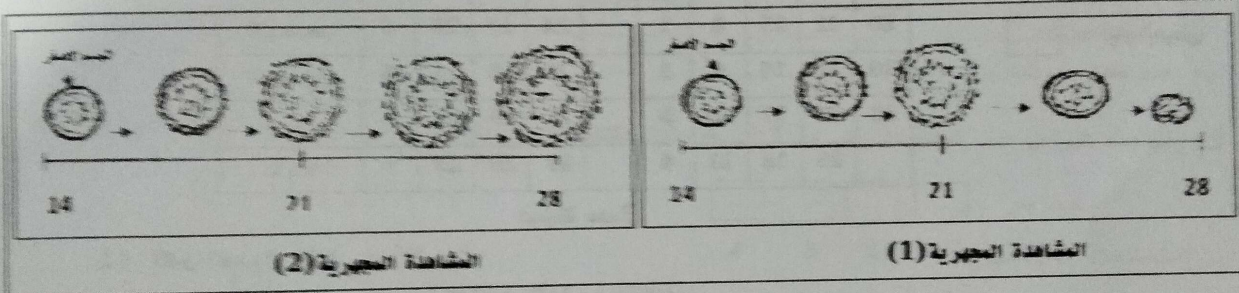 الجسم الأصفر
14 21 28
المشاهدة المجهرية (1)
الجسم الأصفر
14 21 28
المشاهدة المجهرية (2)